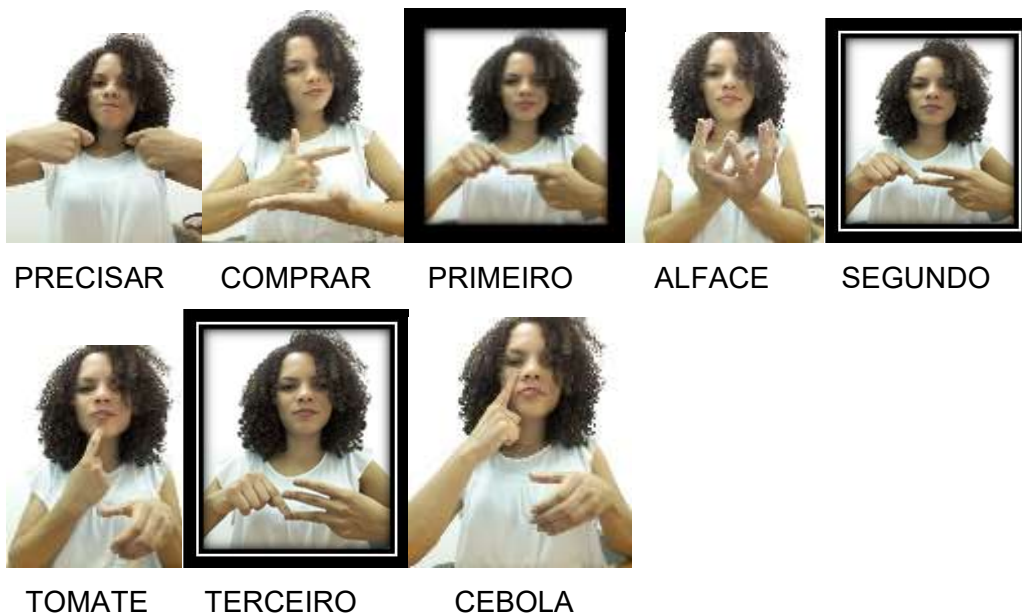 PRECISAR COMPRAR PRIMEIRO ALFACE SEGUNDO
TOMATE TERCEIRO CEBOLA